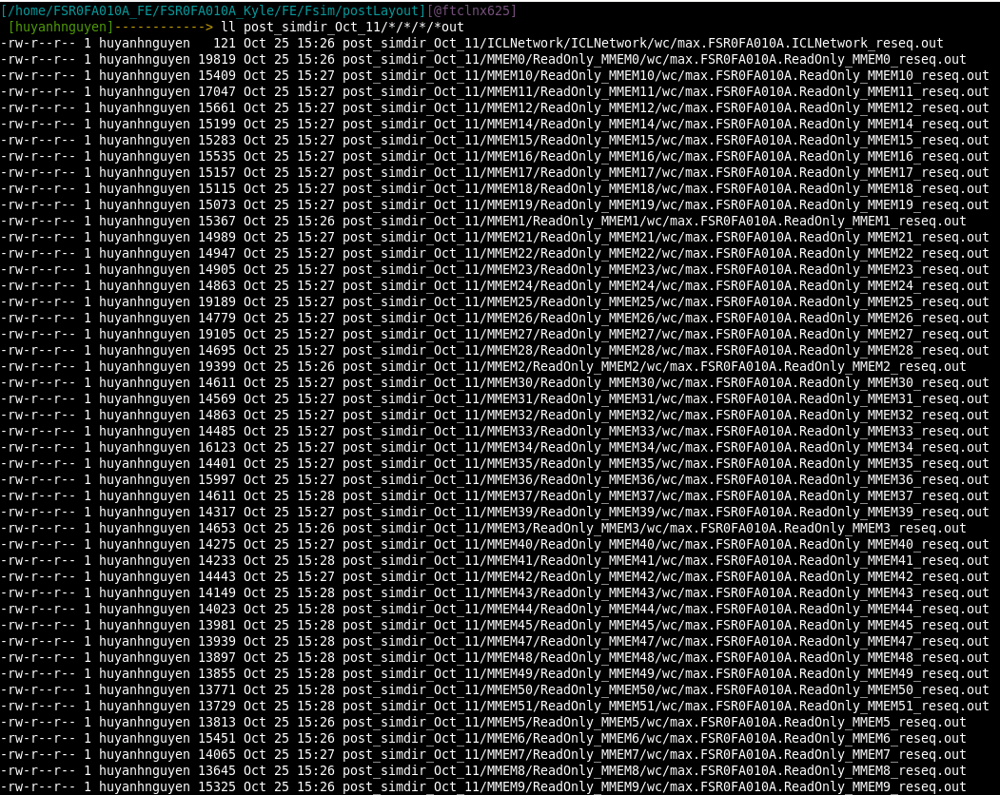 [/home/FSR0FA010A_FE/FSR0FA010A_Kyle/FE/Fsim/postLayout][@ftclnx625]
[huyanhnguyen]------------> ll post_simdir_Oct_11/*/*/*/*out
-rw-r--r-- 1 huyanhnguyen   121 Oct 25 15:26 post_simdir_Oct_11/ICLNetwork/ICLNetwork/wc/max.FSR0FA010A.ICLNetwork_reseq.out
-rw-r--r-- 1 huyanhnguyen 19819 Oct 25 15:26 post_simdir_Oct_11/MMEM0/ReadOnly_MMEM0/wc/max.FSR0FA010A.ReadOnly_MMEM0_reseq.out
-rw-r--r-- 1 huyanhnguyen 15409 Oct 25 15:27 post_simdir_Oct_11/MMEM10/ReadOnly_MMEM10/wc/max.FSR0FA010A.ReadOnly_MMEM10_reseq.out
-rw-r--r-- 1 huyanhnguyen 17047 Oct 25 15:27 post_simdir_Oct_11/MMEM11/ReadOnly_MMEM11/wc/max.FSR0FA010A.ReadOnly_MMEM11_reseq.out
-rw-r--r-- 1 huyanhnguyen 15661 Oct 25 15:27 post_simdir_Oct_11/MMEM12/ReadOnly_MMEM12/wc/max.FSR0FA010A.ReadOnly_MMEM12_reseq.out
-rw-r--r-- 1 huyanhnguyen 15199 Oct 25 15:27 post_simdir_Oct_11/MMEM14/ReadOnly_MMEM14/wc/max.FSR0FA010A.ReadOnly_MMEM14_reseq.out
-rw-r--r-- 1 huyanhnguyen 15283 Oct 25 15:27 post_simdir_Oct_11/MMEM15/ReadOnly_MMEM15/wc/max.FSR0FA010A.ReadOnly_MMEM15_reseq.out
-rw-r--r-- 1 huyanhnguyen 15535 Oct 25 15:27 post_simdir_Oct_11/MMEM16/ReadOnly_MMEM16/wc/max.FSR0FA010A.ReadOnly_MMEM16_reseq.out
-rw-r--r-- 1 huyanhnguyen 15157 Oct 25 15:27 post_simdir_Oct_11/MMEM17/ReadOnly_MMEM17/wc/max.FSR0FA010A.ReadOnly_MMEM17_reseq.out
-rw-r--r-- 1 huyanhnguyen 15115 Oct 25 15:27 post_simdir_Oct_11/MMEM18/ReadOnly_MMEM18/wc/max.FSR0FA010A.ReadOnly_MMEM18_reseq.out
-rw-r--r-- 1 huyanhnguyen 15073 Oct 25 15:27 post_simdir_Oct_11/MMEM19/ReadOnly_MMEM19/wc/max.FSR0FA010A.ReadOnly_MMEM19_reseq.out
-rw-r--r-- 1 huyanhnguyen 15367 Oct 25 15:26 post_simdir_Oct_11/MMEM1/ReadOnly_MMEM1/wc/max.FSR0FA010A.ReadOnly_MMEM1_reseq.out
-rw-r--r-- 1 huyanhnguyen 14989 Oct 25 15:27 post_simdir_Oct_11/MMEM21/ReadOnly_MMEM21/wc/max.FSR0FA010A.ReadOnly_MMEM21_reseq.out
-rw-r--r-- 1 huyanhnguyen 14947 Oct 25 15:27 post_simdir_Oct_11/MMEM22/ReadOnly_MMEM22/wc/max.FSR0FA010A.ReadOnly_MMEM22_reseq.out
-rw-r--r-- 1 huyanhnguyen 14905 Oct 25 15:27 post_simdir_Oct_11/MMEM23/ReadOnly_MMEM23/wc/max.FSR0FA010A.ReadOnly_MMEM23_reseq.out
-rw-r--r-- 1 huyanhnguyen 14863 Oct 25 15:27 post_simdir_Oct_11/MMEM24/ReadOnly_MMEM24/wc/max.FSR0FA010A.ReadOnly_MMEM24_reseq.out
-rw-r--r-- 1 huyanhnguyen 19189 Oct 25 15:27 post_simdir_Oct_11/MMEM25/ReadOnly_MMEM25/wc/max.FSR0FA010A.ReadOnly_MMEM25_reseq.out
-rw-r--r-- 1 huyanhnguyen 14779 Oct 25 15:27 post_simdir_Oct_11/MMEM26/ReadOnly_MMEM26/wc/max.FSR0FA010A.ReadOnly_MMEM26_reseq.out
-rw-r--r-- 1 huyanhnguyen 19105 Oct 25 15:27 post_simdir_Oct_11/MMEM27/ReadOnly_MMEM27/wc/max.FSR0FA010A.ReadOnly_MMEM27_reseq.out
-rw-r--r-- 1 huyanhnguyen 14695 Oct 25 15:27 post_simdir_Oct_11/MMEM28/ReadOnly_MMEM28/wc/max.FSR0FA010A.ReadOnly_MMEM28_reseq.out
-rw-r--r-- 1 huyanhnguyen 19399 Oct 25 15:26 post_simdir_Oct_11/MMEM2/ReadOnly_MMEM2/wc/max.FSR0FA010A.ReadOnly_MMEM2_reseq.out
-rw-r--r-- 1 huyanhnguyen 14611 Oct 25 15:27 post_simdir_Oct_11/MMEM30/ReadOnly_MMEM30/wc/max.FSR0FA010A.ReadOnly_MMEM30_reseq.out
-rw-r--r-- 1 huyanhnguyen 14569 Oct 25 15:27 post_simdir_Oct_11/MMEM31/ReadOnly_MMEM31/wc/max.FSR0FA010A.ReadOnly_MMEM31_reseq.out
-rw-r--r-- 1 huyanhnguyen 14863 Oct 25 15:27 post_simdir_Oct_11/MMEM32/ReadOnly_MMEM32/wc/max.FSR0FA010A.ReadOnly_MMEM32_reseq.out
-rw-r--r-- 1 huyanhnguyen 14485 Oct 25 15:27 post_simdir_Oct_11/MMEM33/ReadOnly_MMEM33/wc/max.FSR0FA010A.ReadOnly_MMEM33_reseq.out
-rw-r--r-- 1 huyanhnguyen 16123 Oct 25 15:27 post_simdir_Oct_11/MMEM34/ReadOnly_MMEM34/wc/max.FSR0FA010A.ReadOnly_MMEM34_reseq.out
-rw-r--r-- 1 huyanhnguyen 14401 Oct 25 15:27 post_simdir_Oct_11/MMEM35/ReadOnly_MMEM35/wc/max.FSR0FA010A.ReadOnly_MMEM35_reseq.out
-rw-r--r-- 1 huyanhnguyen 15997 Oct 25 15:27 post_simdir_Oct_11/MMEM36/ReadOnly_MMEM36/wc/max.FSR0FA010A.ReadOnly_MMEM36_reseq.out
-rw-r--r-- 1 huyanhnguyen 14611 Oct 25 15:28 post_simdir_Oct_11/MMEM37/ReadOnly_MMEM37/wc/max.FSR0FA010A.ReadOnly_MMEM37_reseq.out
-rw-r--r-- 1 huyanhnguyen 14317 Oct 25 15:27 post_simdir_Oct_11/MMEM39/ReadOnly_MMEM39/wc/max.FSR0FA010A.ReadOnly_MMEM39_reseq.out
-rw-r--r-- 1 huyanhnguyen 14653 Oct 25 15:26 post_simdir_Oct_11/MMEM3/ReadOnly_MMEM3/wc/max.FSR0FA010A.ReadOnly_MMEM3_reseq.out
-rw-r--r-- 1 huyanhnguyen 14275 Oct 25 15:27 post_simdir_Oct_11/MMEM40/ReadOnly_MMEM40/wc/max.FSR0FA010A.ReadOnly_MMEM40_reseq.out
-rw-r--r-- 1 huyanhnguyen 14233 Oct 25 15:28 post_simdir_Oct_11/MMEM41/ReadOnly_MMEM41/wc/max.FSR0FA010A.ReadOnly_MMEM41_reseq.out
-rw-r--r-- 1 huyanhnguyen 14443 Oct 25 15:27 post_simdir_Oct_11/MMEM42/ReadOnly_MMEM42/wc/max.FSR0FA010A.ReadOnly_MMEM42_reseq.out
-rw-r--r-- 1 huyanhnguyen 14149 Oct 25 15:28 post_simdir_Oct_11/MMEM43/ReadOnly_MMEM43/wc/max.FSR0FA010A.ReadOnly_MMEM43_reseq.out
-rw-r--r-- 1 huyanhnguyen 14023 Oct 25 15:28 post_simdir_Oct_11/MMEM44/ReadOnly_MMEM44/wc/max.FSR0FA010A.ReadOnly_MMEM44_reseq.out
-rw-r--r-- 1 huyanhnguyen 13981 Oct 25 15:28 post_simdir_Oct_11/MMEM45/ReadOnly_MMEM45/wc/max.FSR0FA010A.ReadOnly_MMEM45_reseq.out
-rw-r--r-- 1 huyanhnguyen 13939 Oct 25 15:28 post_simdir_Oct_11/MMEM47/ReadOnly_MMEM47/wc/max.FSR0FA010A.ReadOnly_MMEM47_reseq.out
-rw-r--r-- 1 huyanhnguyen 13897 Oct 25 15:28 post_simdir_Oct_11/MMEM48/ReadOnly_MMEM48/wc/max.FSR0FA010A.ReadOnly_MMEM48_reseq.out
-rw-r--r-- 1 huyanhnguyen 13855 Oct 25 15:28 post_simdir_Oct_11/MMEM49/ReadOnly_MMEM49/wc/max.FSR0FA010A.ReadOnly_MMEM49_reseq.out
-rw-r--r-- 1 huyanhnguyen 13771 Oct 25 15:28 post_simdir_Oct_11/MMEM50/ReadOnly_MMEM50/wc/max.FSR0FA010A.ReadOnly_MMEM50_reseq.out
-rw-r--r-- 1 huyanhnguyen 13729 Oct 25 15:28 post_simdir_Oct_11/MMEM51/ReadOnly_MMEM51/wc/max.FSR0FA010A.ReadOnly_MMEM51_reseq.out
-rw-r--r-- 1 huyanhnguyen 13813 Oct 25 15:26 post_simdir_Oct_11/MMEM5/ReadOnly_MMEM5/wc/max.FSR0FA010A.ReadOnly_MMEM5_reseq.out
-rw-r--r-- 1 huyanhnguyen 15451 Oct 25 15:26 post_simdir_Oct_11/MMEM6/ReadOnly_MMEM6/wc/max.FSR0FA010A.ReadOnly_MMEM6_reseq.out
-rw-r--r-- 1 huyanhnguyen 14065 Oct 25 15:27 post_simdir_Oct_11/MMEM7/ReadOnly_MMEM7/wc/max.FSR0FA010A.ReadOnly_MMEM7_reseq.out
-rw-r--r-- 1 huyanhnguyen 13645 Oct 25 15:26 post_simdir_Oct_11/MMEM8/ReadOnly_MMEM8/wc/max.FSR0FA010A.ReadOnly_MMEM8_reseq.out
-rw-r--r-- 1 huyanhnguyen 15325 Oct 25 15:27 post_simdir_Oct_11/MMEM9/ReadOnly_MMEM9/wc/max.FSR0FA010A.ReadOnly_MMEM9_reseq.out